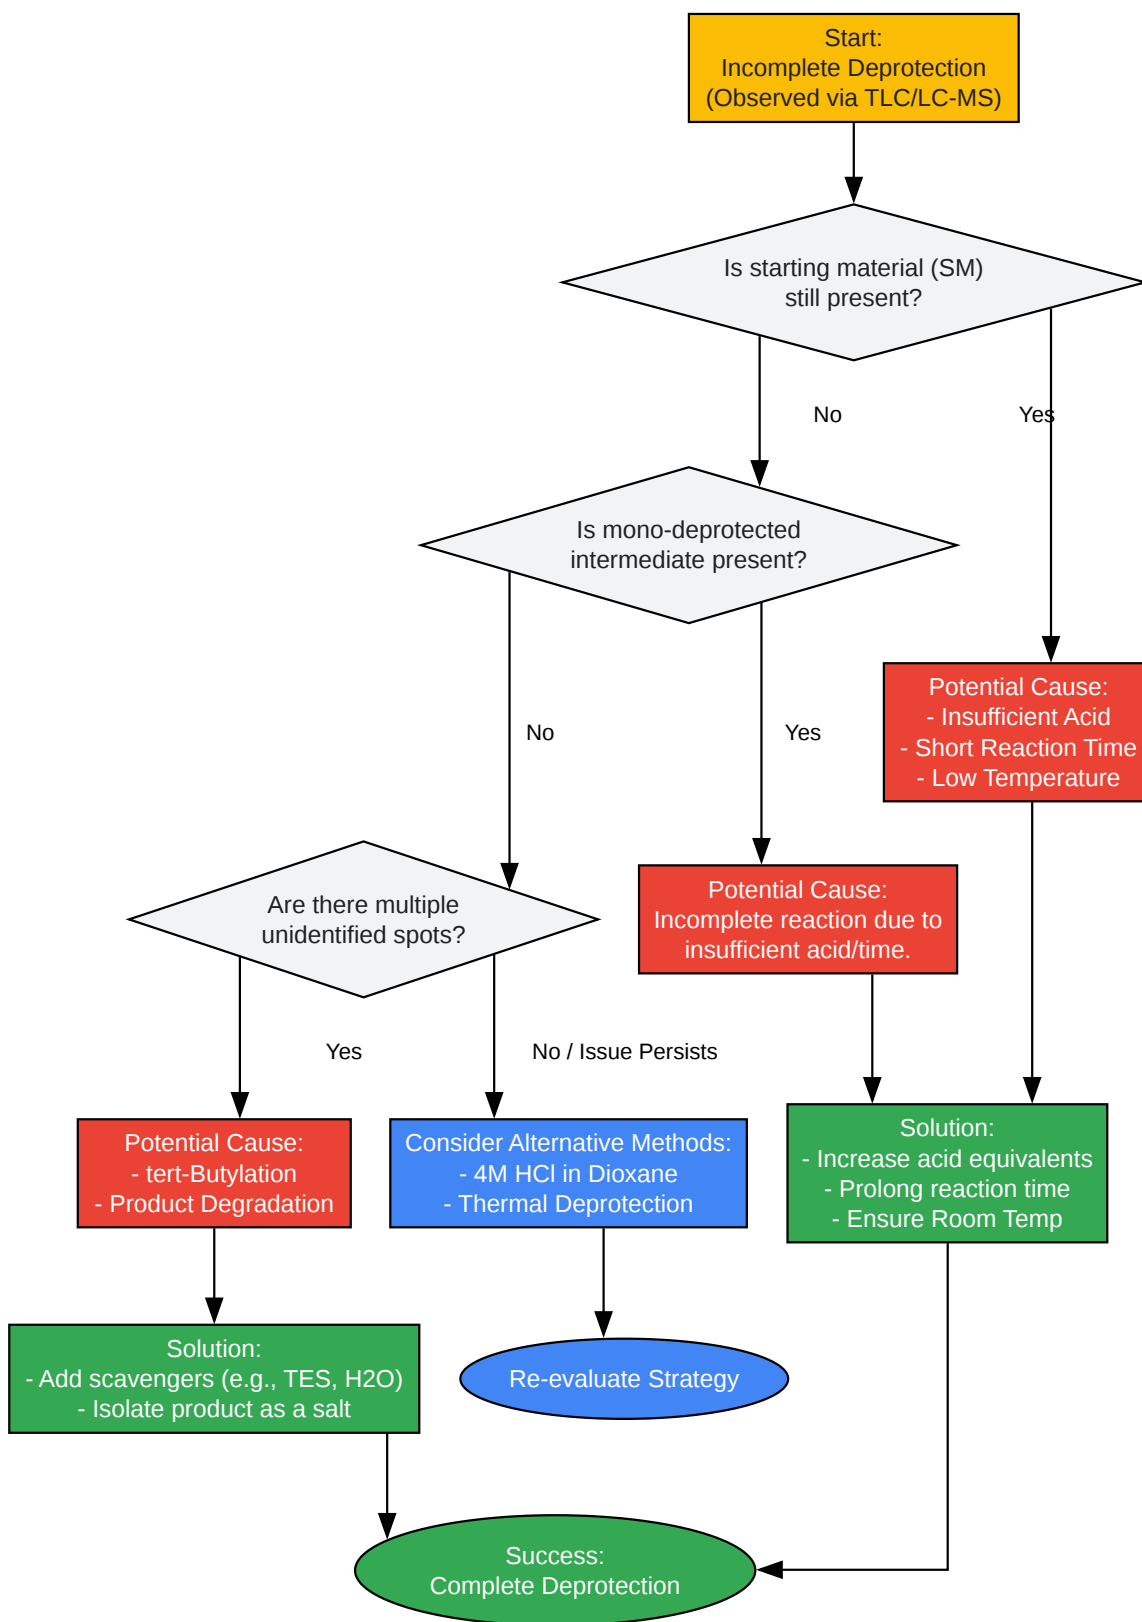 Start:
Incomplete Deprotection
(Observed via TLC/LC-MS)
Is starting material (SM)
still present?
No
Yes
Is mono-deprotected
intermediate present?
Potential Cause:
- Insufficient Acid
- Short Reaction Time
- Low Temperature
No
Yes
Are there multiple
unidentified spots?
Potential Cause:
Incomplete reaction due to
insufficient acid/time.
Yes
No / Issue Persists
Potential Cause:
- tert-Butylation
- Product Degradation
Consider Alternative Methods:
- 4M HCl in Dioxane
- Thermal Deprotection
Solution:
- Increase acid equivalents
- Prolong reaction time
- Ensure Room Temp
Solution:
- Add scavengers (e.g., TES, H2O)
- Isolate product as a salt
Re-evaluate Strategy
Success:
Complete Deprotection